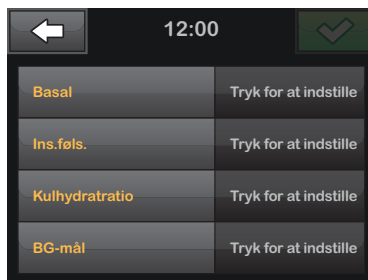 12:00
Basal Tryk for at indstille
Ins.føls. Tryk for at indstille
Kulhydratratio Tryk for at indstille
BG-mål Tryk for at indstille